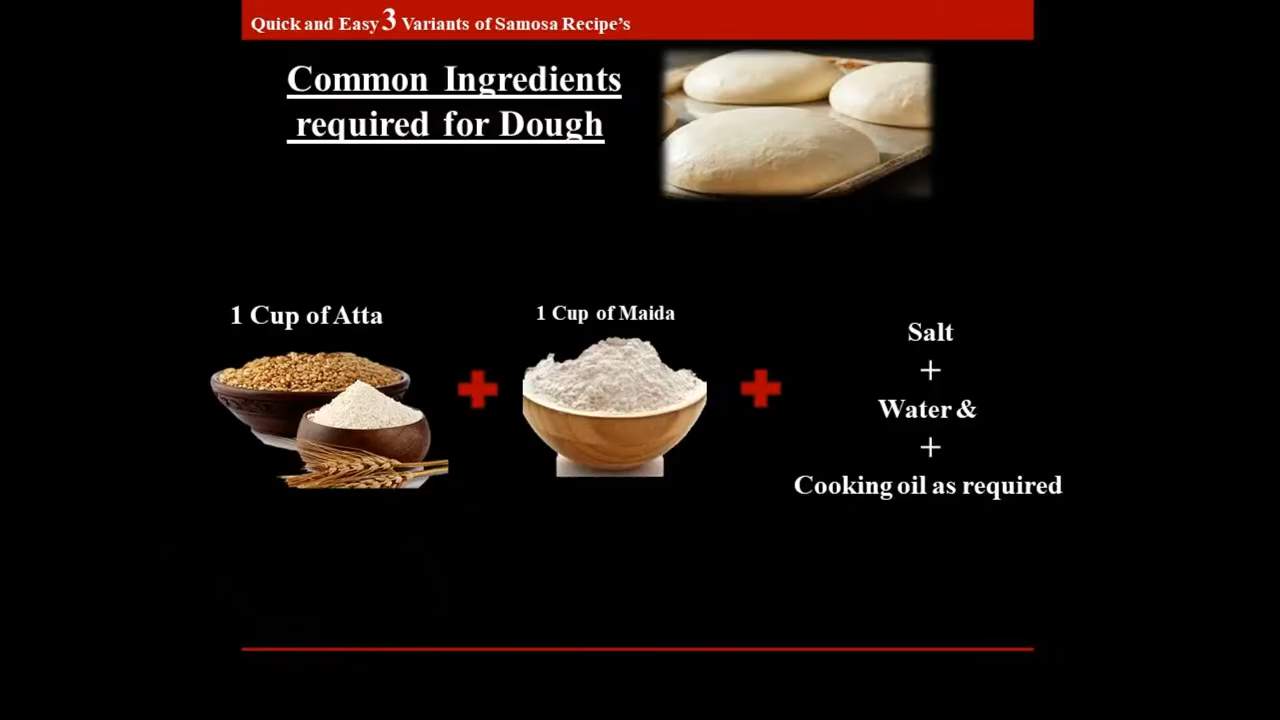 Quick and Easy 3 Variants of Samosa Recipe's
Common Ingredients
required for Dough
1 Cup of Atta
1 Cup of Maida
Salt
+
Water &
+
Cooking oil as required